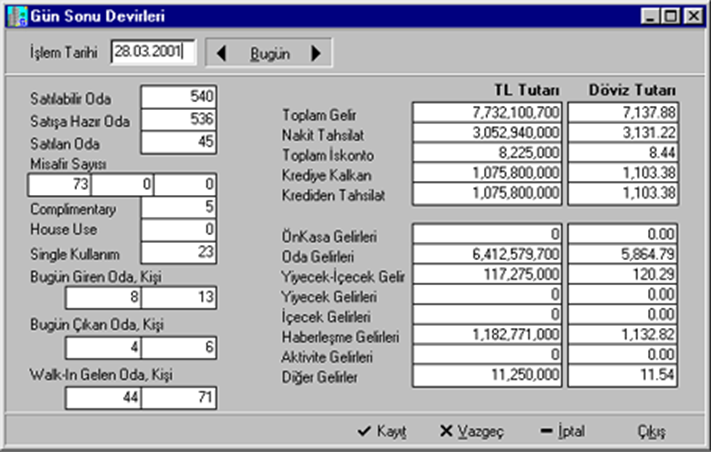 Gün Sonu Devirleri
İşlem Tarihi 28.03.2001 Bugün
Satılabilir Oda 540
Satışa Hazır Oda 536
Satılan Oda 45
Misafir Sayısı
73 0 0
Complimentary 5
House Use 0
Single Kullanım 23
Bugün Giren Oda, Kişi
8 13
Bugün Çıkan Oda, Kişi
4 6
Walk-In Gelen Oda, Kişi
44 71
TL Tutarı Döviz Tutarı
Toplam Gelir 7,732,100,700 7,137.88
Nakit Tahsilat 3,052,940,000 3,131.22
Toplam İskonto 8,225,000 8.44
Krediye Kalkan 1,075,800,000 1,103.38
Krediden Tahsilat 1,075,800,000 1,103.38
ÖnKasa Gelirleri 0 0.00
Oda Gelirleri 6,412,579,700 5,864.79
Yiyecek-İçecek Gelir 117,275,000 120.29
Yiyecek Gelirleri 0 0.00
İçecek Gelirleri 0 0.00
Haberleşme Gelirleri 1,182,771,000 1,132.82
Aktivite Gelirleri 0 0.00
Diğer Gelirler 11,250,000 11.54
Kayıt Vazgeç İptal Çıkış